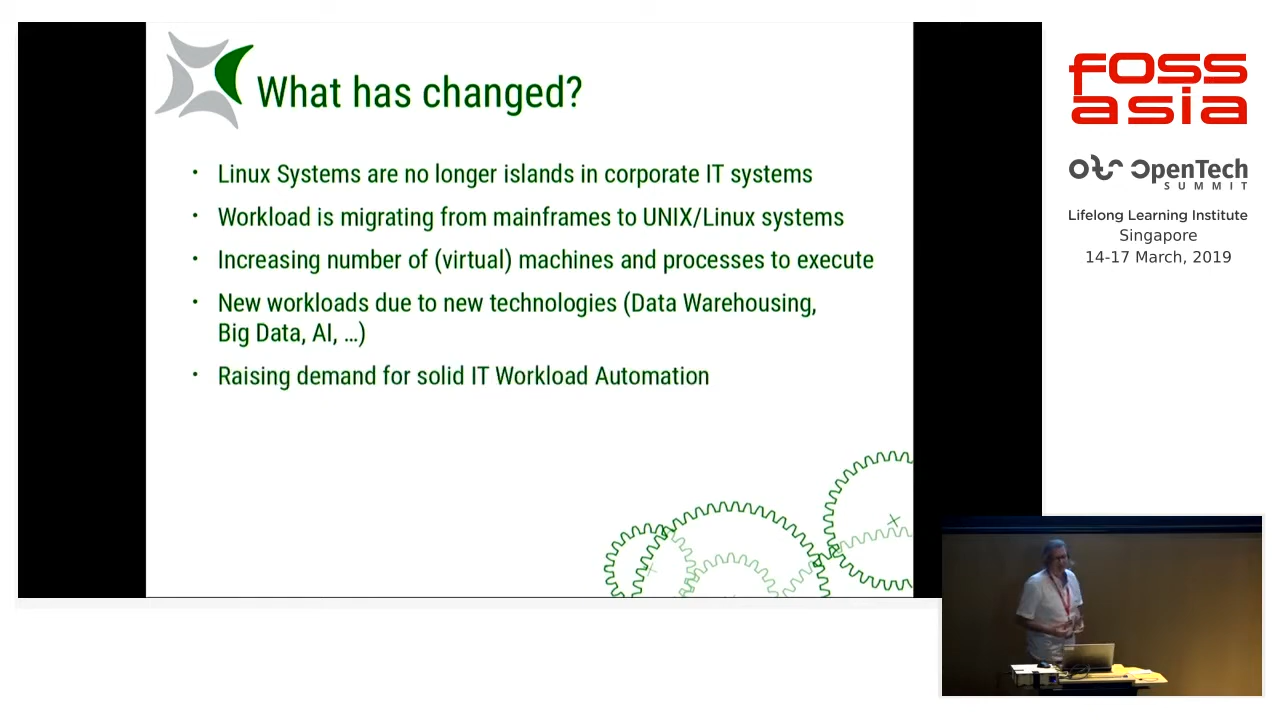 What has changed?
• Linux Systems are no longer islands in corporate IT systems
• Workload is migrating from mainframes to UNIX/Linux systems
• Increasing number of (virtual) machines and processes to execute
• New workloads due to new technologies (Data Warehousing,
Big Data, AI, ...)
• Raising demand for solid IT Workload Automation
fossasia
OpenTech
SUMMIT
Lifelong Learning Institute
Singapore
14-17 March, 2019